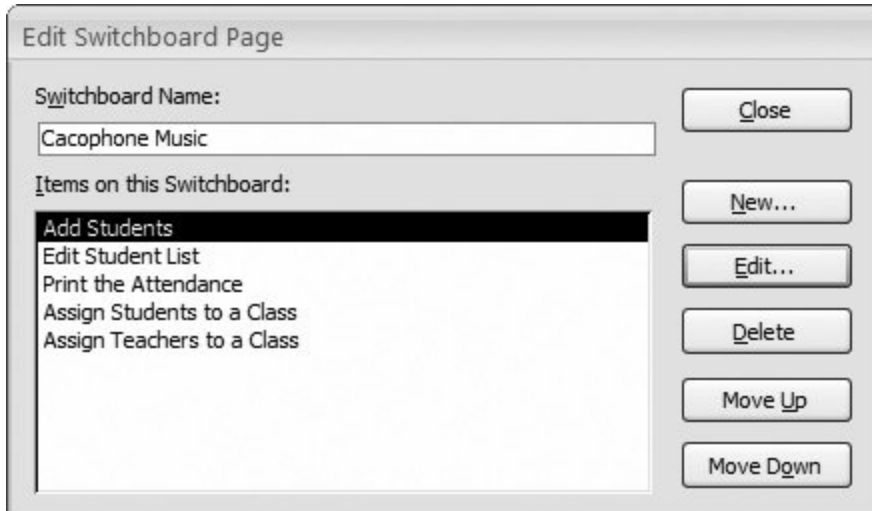 Edit Switchboard Page
Switchboard Name:
Close
Cacophone Music
Items on this Switchboard:
New...
Add Students
Edit Student List
Edit...
Print the Attendance
Assign Students to a Class
Assign Teachers to a Class
Delete
Move Up
Move Down